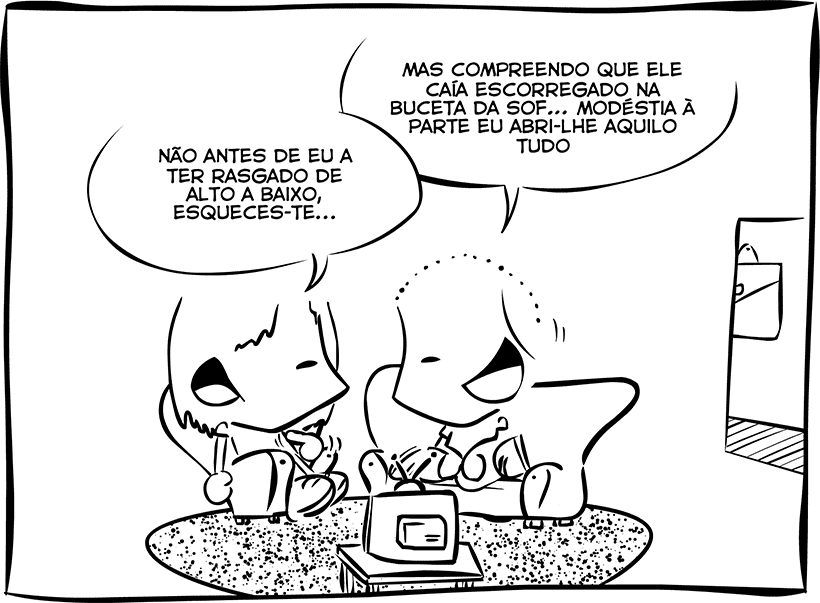 MAS COMPREENDO QUE ELE
CAÍA ESCORREGADO NA
BUCETA DA SOF... MODÉSTIA À
PARTE EU ABRI-LHE AQUILO
TUDO
NÃO ANTES DE EU A
TER RASGADO DE
ALTO A BAIXO,
ESQUECES-TE...